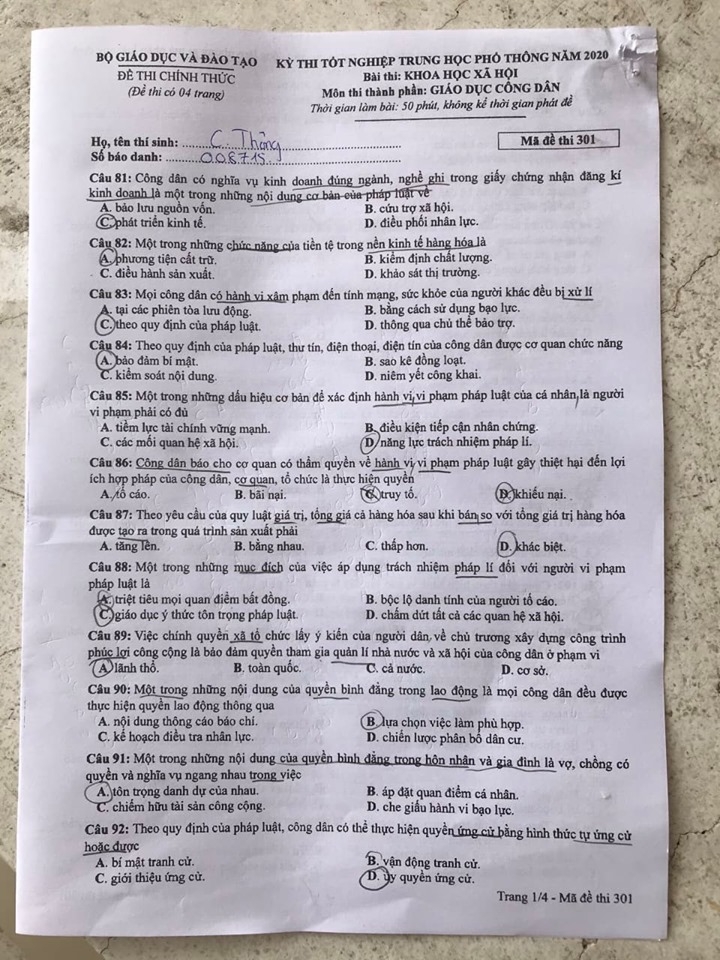 BỘ GIÁO DỤC VÀ ĐÀO TẠO
ĐỀ THI CHÍNH THỨC
(Đề thi có 04 trang)
KỲ THI TỐT NGHIỆP TRUNG HỌC PHỔ THÔNG NĂM 2020
Bài thi: KHOA HỌC XÃ HỘI
Môn thi thành phần: GIÁO DỤC CÔNG DÂN
Thời gian làm bài: 50 phút, không kể thời gian phát đề
Họ, tên thí sinh: C. Thông
Số báo danh: 008715
Mã đề thi 301
Câu 81: Công dân có nghĩa vụ kinh doanh đúng ngành, nghề ghi trong giấy chứng nhận đăng kí
kinh doanh là một trong những nội dung cơ bản của pháp luật về
A. bảo lưu nguồn vốn. B. cứu trợ xã hội.
C. phát triển kinh tế. D. điều phối nhân lực.
Câu 82: Một trong những chức năng của tiền tệ trong nền kinh tế hàng hóa là
A. phương tiện cất trữ. B. kiểm định chất lượng.
C. điều hành sản xuất. D. khảo sát thị trường.
Câu 83: Mọi công dân có hành vi xâm phạm đến tính mạng, sức khỏe của người khác đều bị xử lí
A. tại các phiên tòa lưu động. B. bằng cách sử dụng bạo lực.
C. theo quy định của pháp luật. D. thông qua chủ thể bảo trợ.
Câu 84: Theo quy định của pháp luật, thư tín, điện thoại, điện tín của công dân được cơ quan chức năng
A. bảo đảm bí mật. B. sao kê đồng loạt.
C. kiểm soát nội dung. D. niêm yết công khai.
Câu 85: Một trong những dấu hiệu cơ bản để xác định hành vi vi phạm pháp luật của cá nhân là người
vi phạm phải có đủ
A. tiềm lực tài chính vững mạnh. B. điều kiện tiếp cận nhân chứng.
C. các mối quan hệ xã hội. D. năng lực trách nhiệm pháp lí.
Câu 86: Công dân báo cho cơ quan có thẩm quyền về hành vi vi phạm pháp luật gây thiệt hại đến lợi
ích hợp pháp của công dân, cơ quan, tổ chức là thực hiện quyền
A. tố cáo. B. bãi nại. C. truy tố. D. khiếu nại.
Câu 87: Theo yêu cầu của quy luật giá trị, tổng giá cả hàng hóa sau khi bán so với tổng giá trị hàng hóa
được tạo ra trong quá trình sản xuất phải
A. tăng lên. B. bằng nhau. C. thấp hơn. D. khác biệt.
Câu 88: Một trong những mục đích của việc áp dụng trách nhiệm pháp lí đối với người vi phạm
pháp luật là
A. triệt tiêu mọi quan điểm bất đồng. B. bộc lộ danh tính của người tố cáo.
C. giáo dục ý thức tôn trọng pháp luật. D. chấm dứt tất cả các quan hệ xã hội.
Câu 89: Việc chính quyền xã tổ chức lấy ý kiến của người dân về chủ trương xây dựng công trình
phúc lợi công cộng là bảo đảm quyền tham gia quản lí nhà nước và xã hội của công dân ở phạm vi
A. lãnh thổ. B. toàn quốc. C. cả nước. D. cơ sở.
Câu 90: Một trong những nội dung của quyền bình đẳng trong lao động là mọi công dân đều được
thực hiện quyền lao động thông qua
A. nội dung thông cáo báo chí. B. lựa chọn việc làm phù hợp.
C. kế hoạch điều tra nhân lực. D. chiến lược phân bố dân cư.
Câu 91: Một trong những nội dung của quyền bình đẳng trong hôn nhân và gia đình là vợ, chồng có
quyền và nghĩa vụ ngang nhau trong việc
A. tôn trọng danh dự của nhau. B. áp đặt quan điểm cá nhân.
C. chiếm hữu tài sản công cộng. D. che giấu hành vi bạo lực.
Câu 92: Theo quy định của pháp luật, công dân có thể thực hiện quyền ứng cử bằng hình thức tự ứng cử
hoặc được
A. bí mật tranh cử. B. vận động tranh cử.
C. giới thiệu ứng cử. D. ủy quyền ứng cử.
Trang 1/4 - Mã đề thi 301